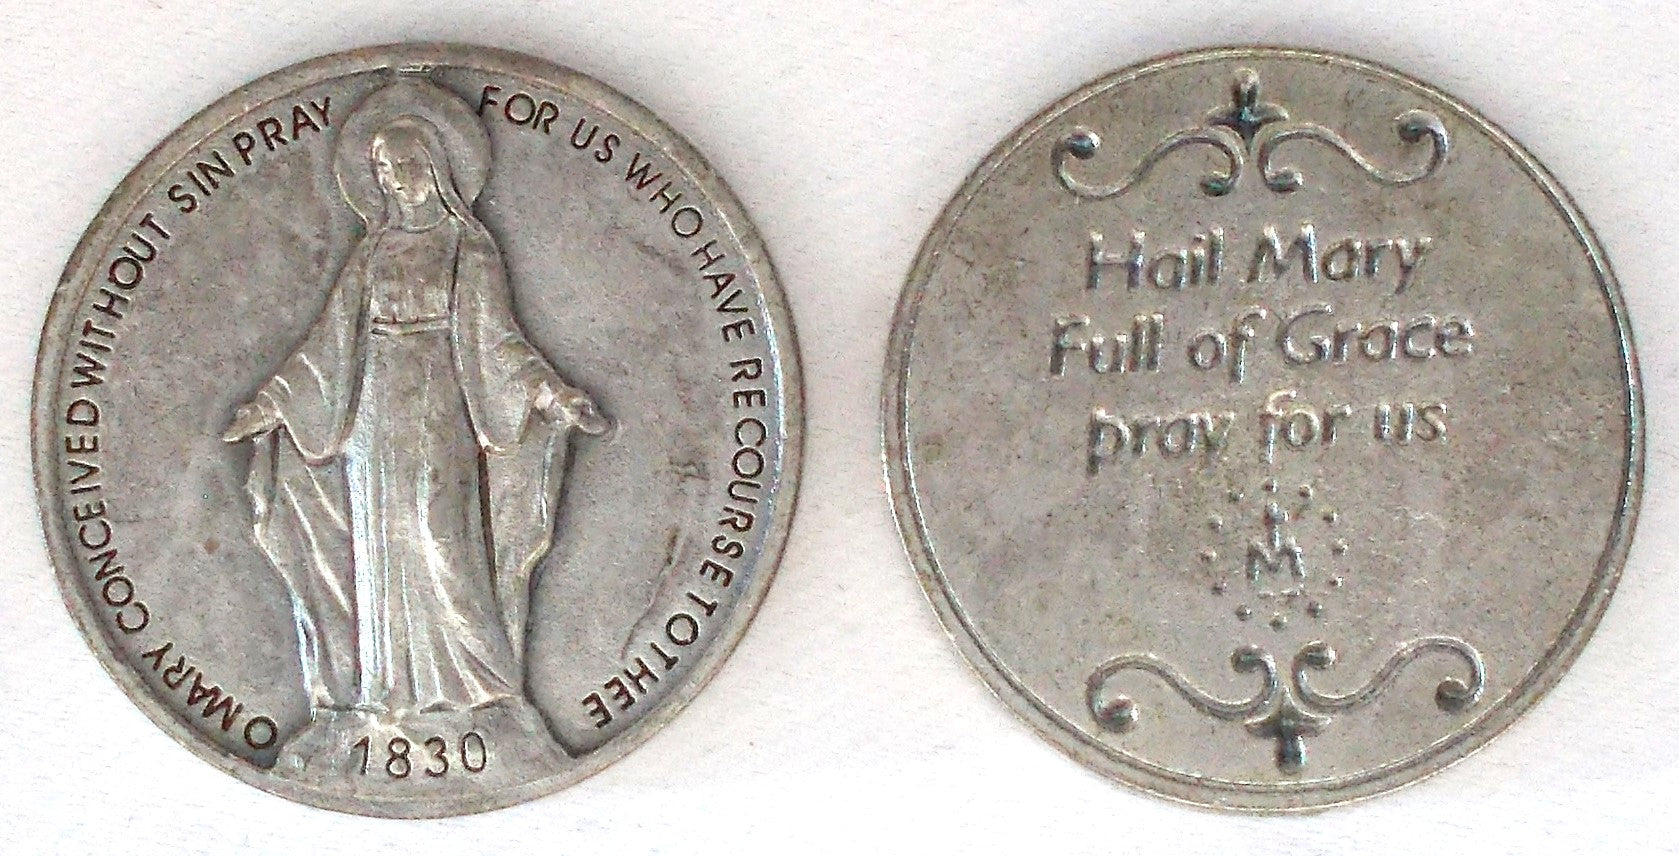 O MARY CONCEIVED WITHOUT SIN PRAY FOR US WHO HAVE RECOURSE TO THEE
1830
Hail Mary
Full of Grace
pray for us
M